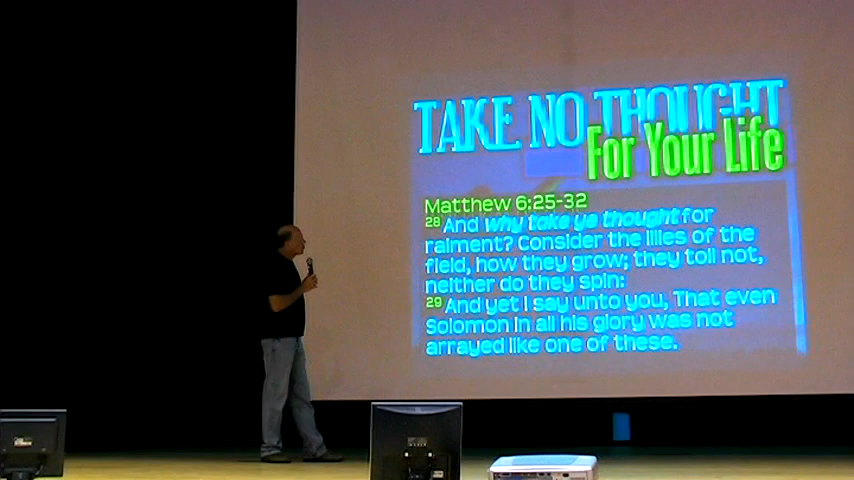 TAKE NO THOUGHT
For Your Life
Matthew 6:25-32
28 And why take ye thought for
raiment? Consider the lilies of the
field, how they grow; they toil not,
neither do they spin:
29 And yet I say unto you, That even
Solomon in all his glory was not
arrayed like one of these.